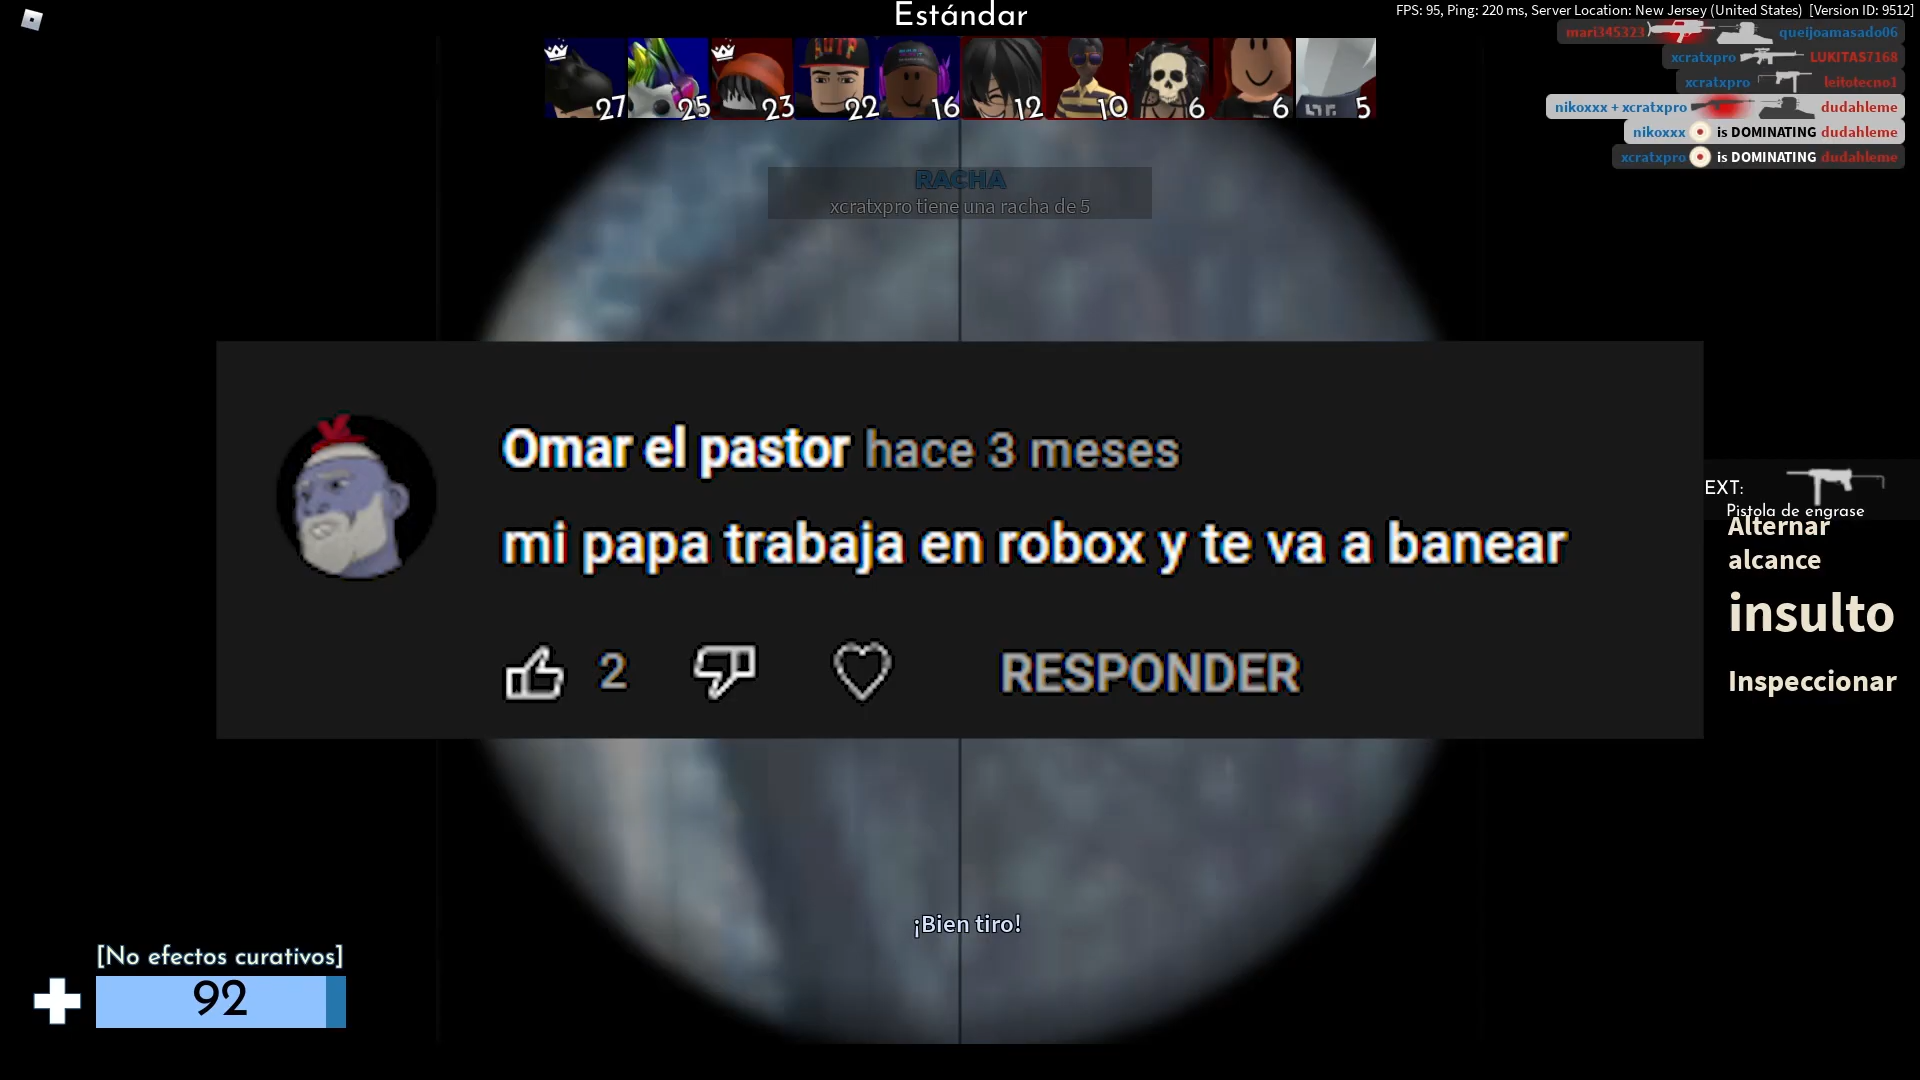 Estándar
FPS: 95, Ping: 220 ms, Server Location: New Jersey (United States) [Version ID: 9512]
mari345323 queijoamasado06
xcratxpro LUKITAS7168
xcratxpro leitotecno1
nikoxxx + xcratxpro dudahleme
nikoxxx is DOMINATING dudahleme
xcratxpro is DOMINATING dudahleme
27 25 23 22 16 12 10 6 6 5
RACHA
xcratxpro tiene una racha de 5
Omar el pastor hace 3 meses
mi papa trabaja en robox y te va a banear
2 RESPONDER
EXT:
Pistola de engrase
Alternar
alcance
insulto
Inspeccionar
¡Bien tiro!
[No efectos curativos]
92